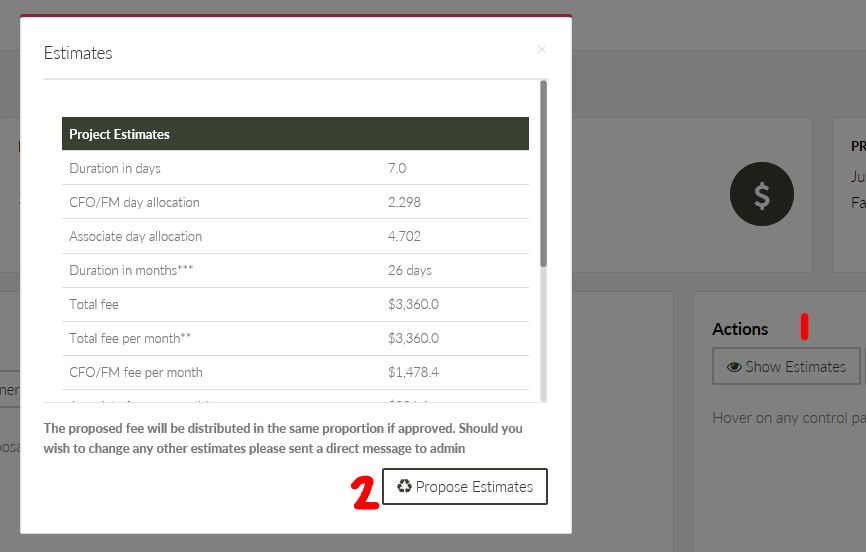 Estimates
×
Project Estimates
Duration in days 7.0
CFO/FM day allocation 2.298
Associate day allocation 4.702
Duration in months*** 26 days
Total fee $3,360.0
Total fee per month** $3,360.0
CFO/FM fee per month $1,478.4
The proposed fee will be distributed in the same proportion if approved. Should you
wish to change any other estimates please sent a direct message to admin
2 Propose Estimates
$
PR
Ju
Fa
Actions 1
Show Estimates
Hover on any control pa